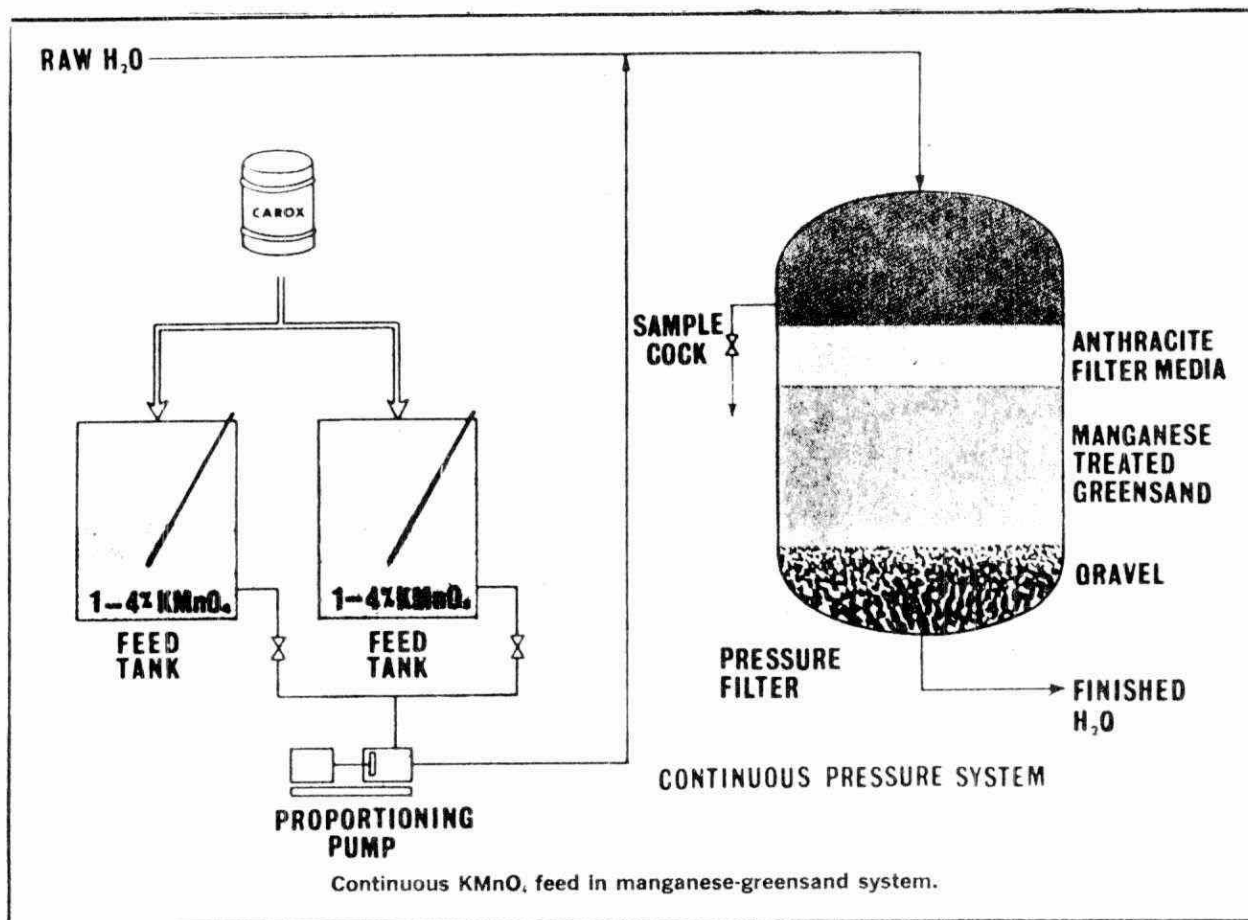 RAW H₂O
CAROX
SAMPLE
COCK
ANTHRACITE
FILTER MEDIA
MANGANESE
TREATED
GREENSAND
GRAVEL
1-4% KMnO₄
1-4% KMnO₄
FEED
TANK
FEED
TANK
PRESSURE
FILTER
FINISHED
H₂O
PROPORTIONING
PUMP
CONTINUOUS PRESSURE SYSTEM
Continuous KMnO₄ feed in manganese-greensand system.